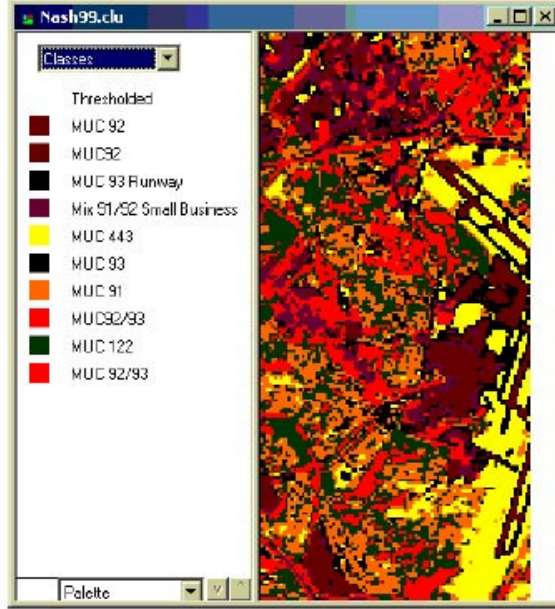 Nash99.clu
Classes
Thresholded
MUC 92
MUC92
MUC 93 Runway
Mix 91/92 Small Business
MUC 443
MUC 93
MUC 91
MUC92/93
MUC 122
MUC 92/93
Palette